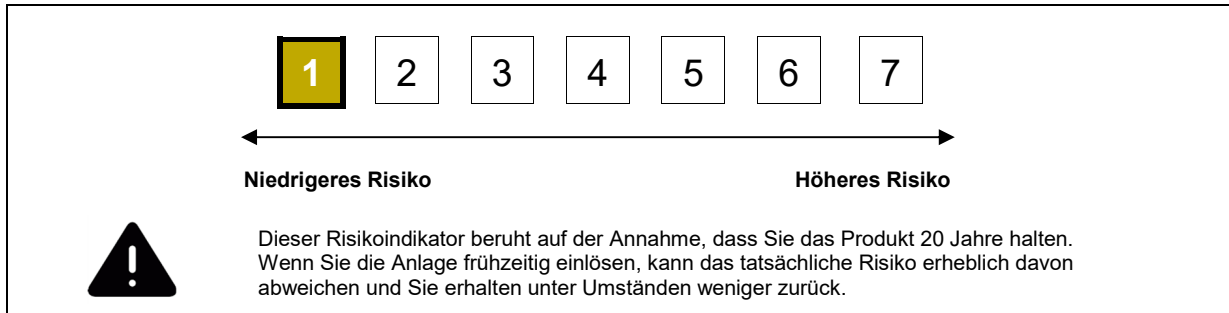 1 2 3 4 5 6 7
Niedrigeres Risiko Höheres Risiko
Dieser Risikoindikator beruht auf der Annahme, dass Sie das Produkt 20 Jahre halten.
Wenn Sie die Anlage frühzeitig einlösen, kann das tatsächliche Risiko erheblich davon
abweichen und Sie erhalten unter Umständen weniger zurück.